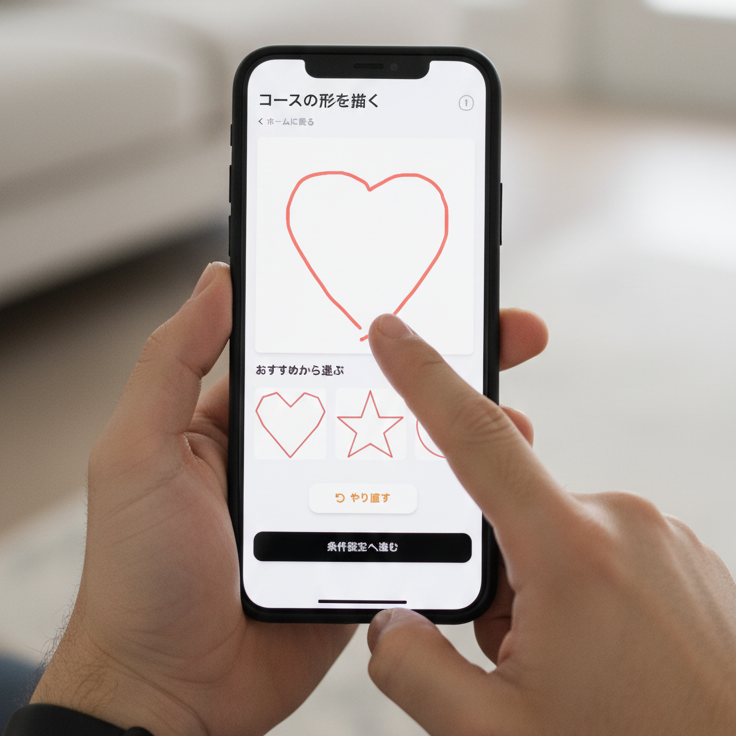 コースの形を描く
ホームに戻る
おすすめから選ぶ
やり直す
条件設定へ進む